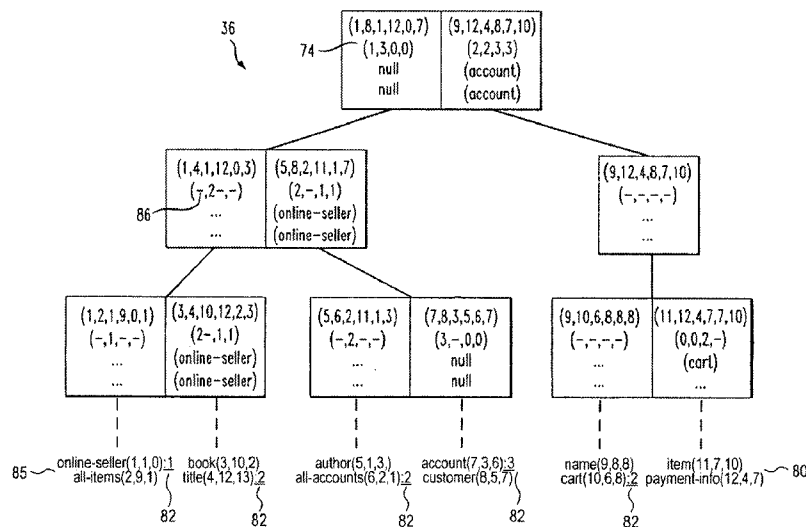 36
74
(1,8,1,12,0,7) (9,12,4,8,7,10)
(1,3,0,0) (2,2,3,3)
null (account)
null (account)
(1,4,1,12,0,3) (5,8,2,11,1,7)
(–,2–,–) (2,–,1,1)
... (online-seller)
... (online-seller)
86
(9,12,4,8,7,10)
(–,–,–,–)
...
...
(1,2,1,9,0,1) (3,4,10,12,2,3)
(–,1,–,–) (2–,1,1)
... (online-seller)
... (online-seller)
(5,6,2,11,1,3) (7,8,3,5,6,7)
(–,2,–,–) (3,–,0,0)
... null
... null
(9,10,6,8,8,8) (11,12,4,7,7,10)
(–,–,–,–) (0,0,2,–)
... (cart)
... ...
85
online-seller(1,1,0):1 book(3,10,2) author(5,1,3,) account(7,3,6):3 name(9,8,8) item(11,7,10)
all-items(2,9,1) title(4,12,13):2 all-accounts(6,2,1):2 customer(8,5,7) cart(10,6,8):2 payment-info(12,4,7)
80
82 82 82 82 82